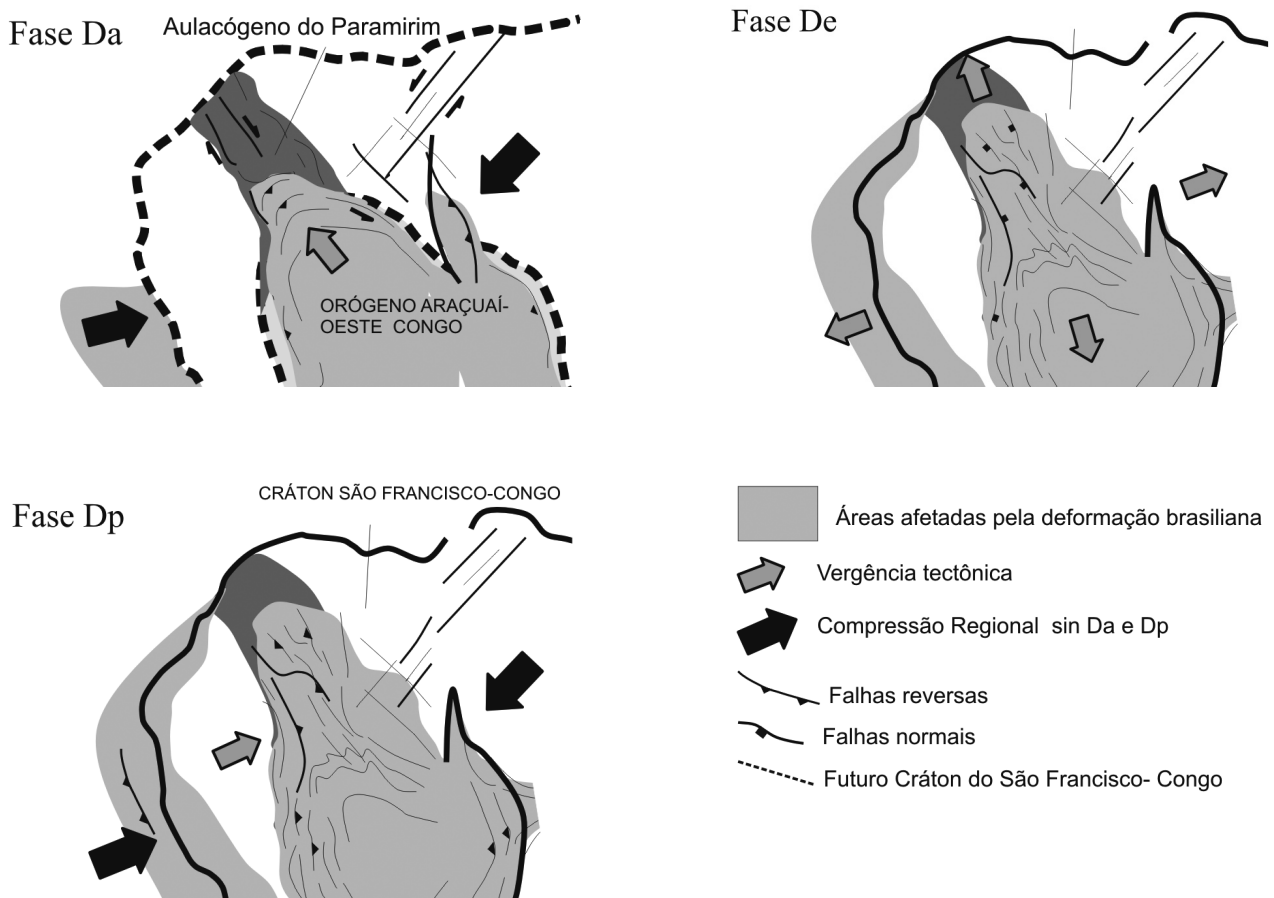 Fase Da
Aulacógeno do Paramirim
ORÓGENO ARAÇUAÍ-
OESTE CONGO
Fase De
Fase Dp
CRÁTON SÃO FRANCISCO-CONGO
Áreas afetadas pela deformação brasiliana
Vergência tectônica
Compressão Regional sin Da e Dp
Falhas reversas
Falhas normais
Futuro Cráton do São Francisco- Congo